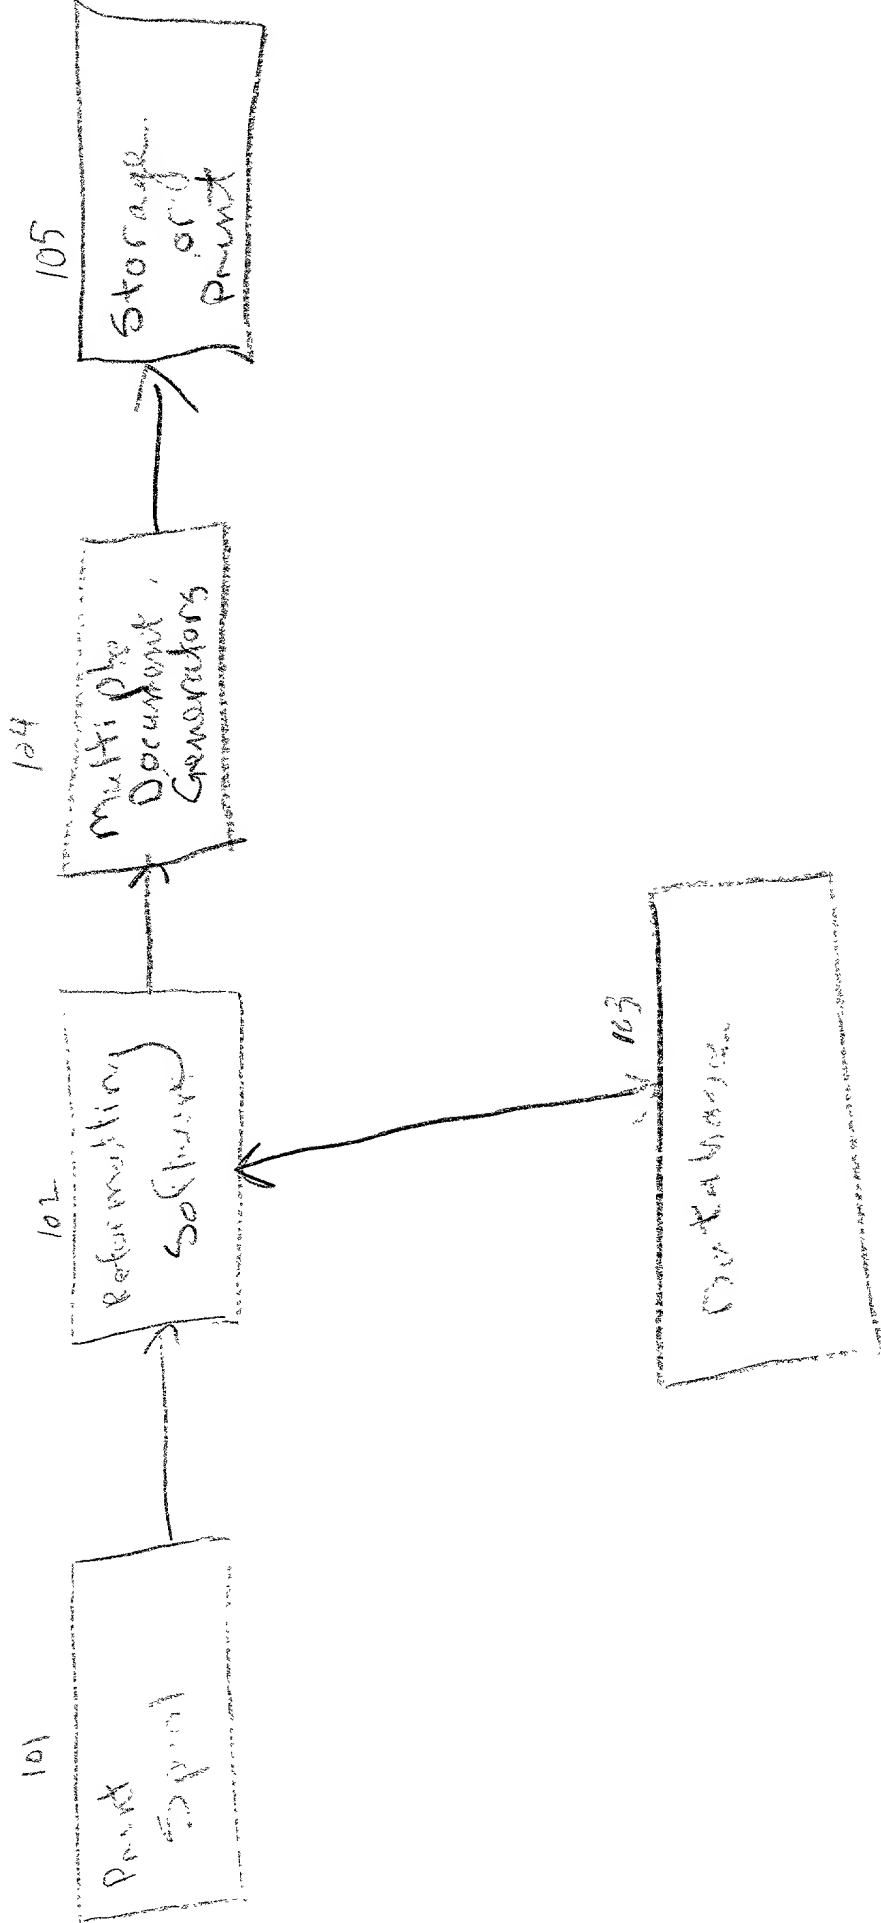 101
Print
Spool
102
Reformatting
Software
103
Database
104
Multiple
Document
Generators
105
Storage
or
Print